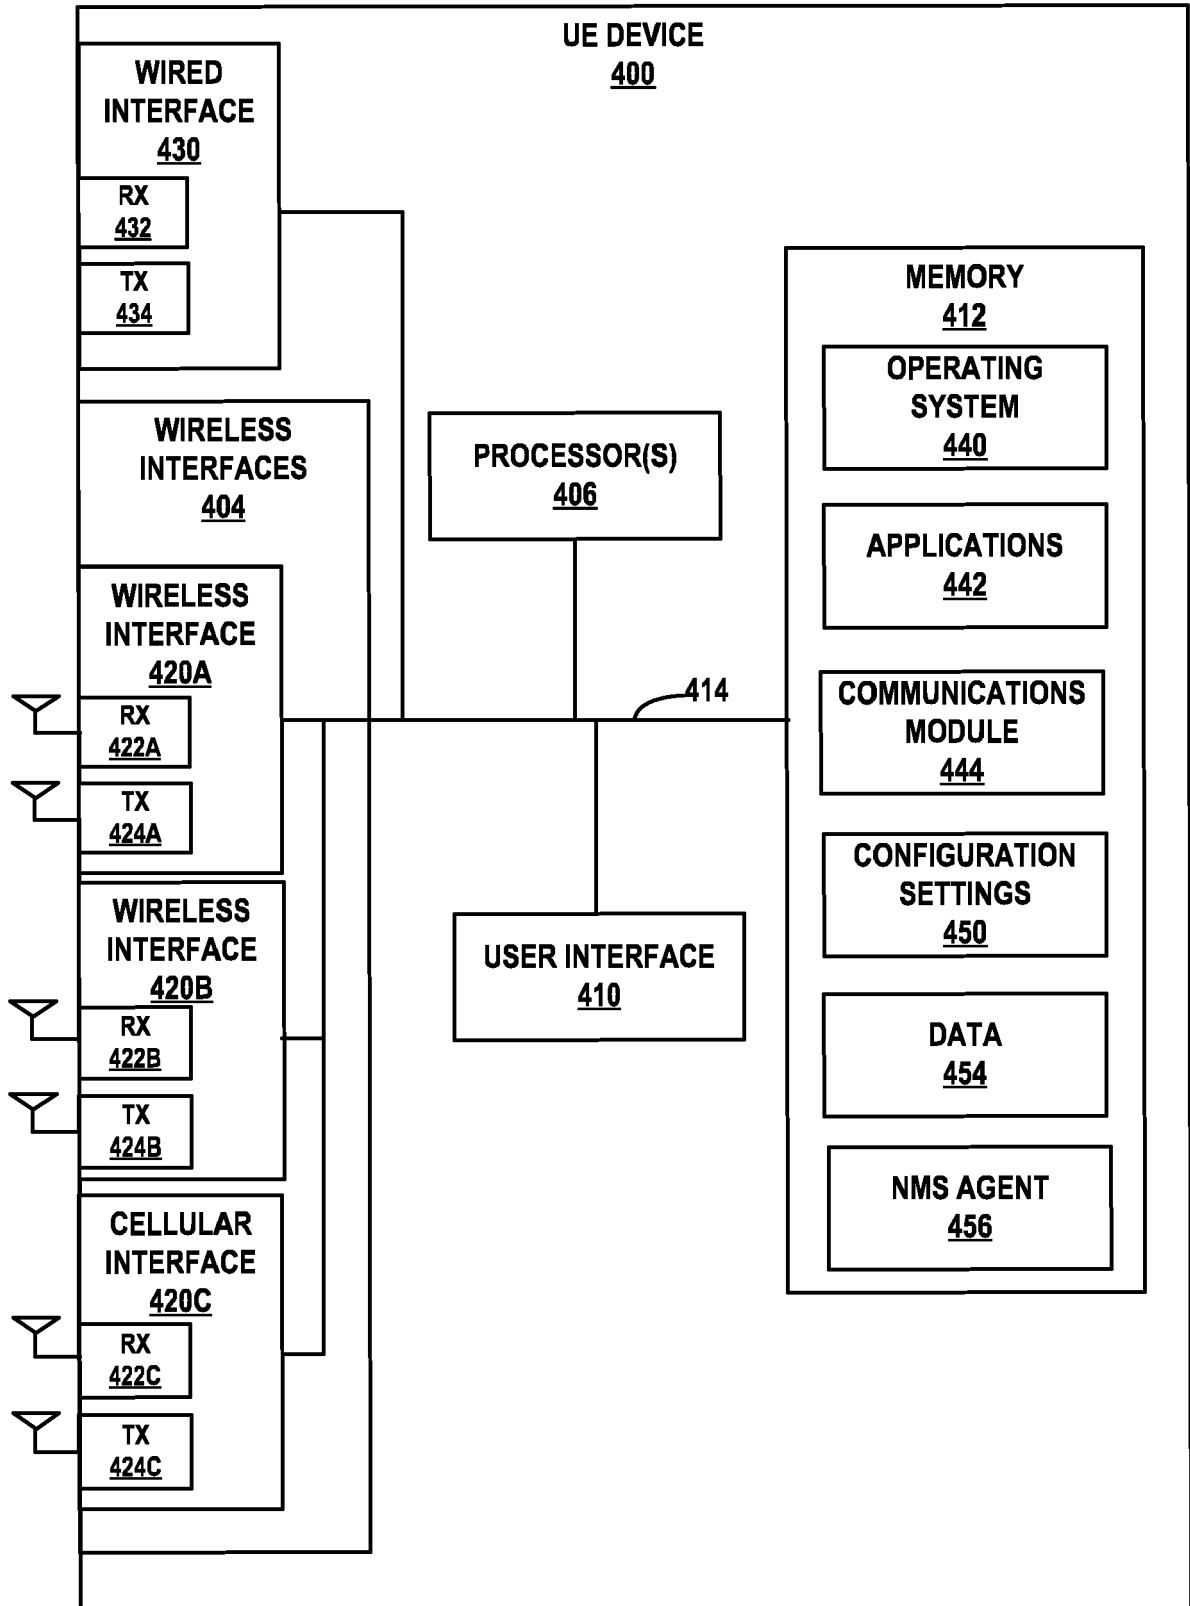 UE DEVICE
400
WIRED
INTERFACE
430
RX
432
TX
434
WIRELESS
INTERFACES
404
WIRELESS
INTERFACE
420A
RX
422A
TX
424A
WIRELESS
INTERFACE
420B
RX
422B
TX
424B
CELLULAR
INTERFACE
420C
RX
422C
TX
424C
PROCESSOR(S)
406
414
USER INTERFACE
410
MEMORY
412
OPERATING
SYSTEM
440
APPLICATIONS
442
COMMUNICATIONS
MODULE
444
CONFIGURATION
SETTINGS
450
DATA
454
NMS AGENT
456